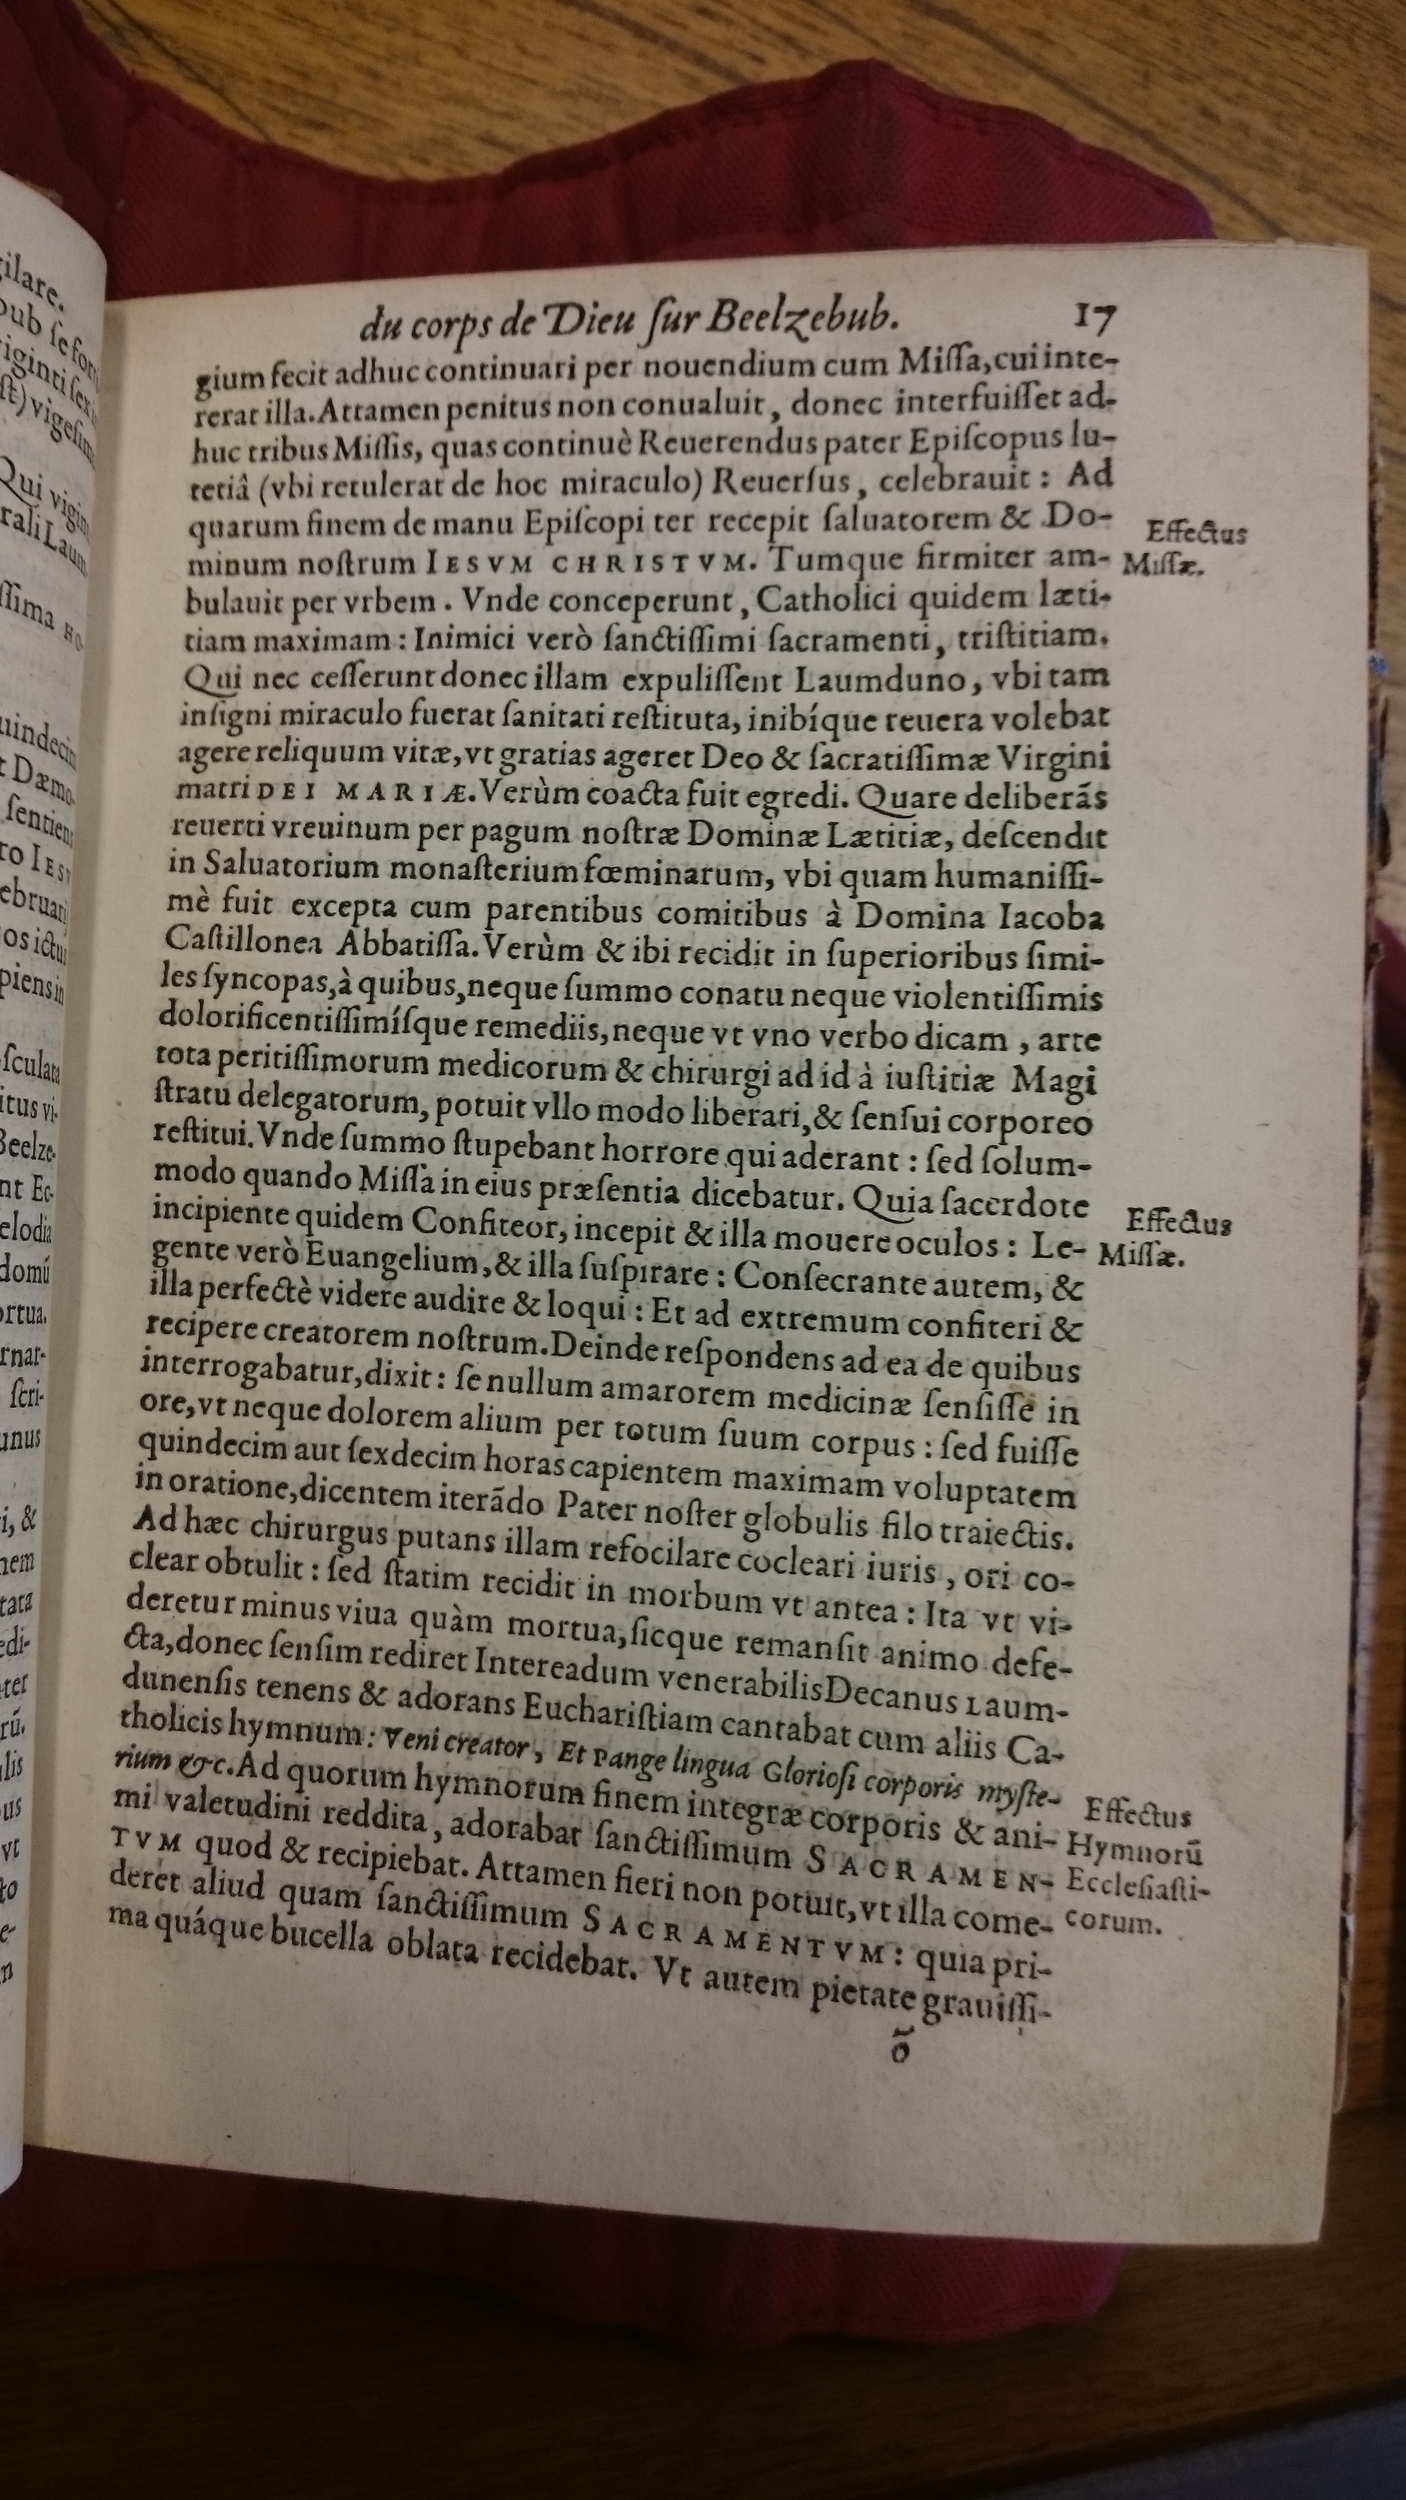 du corps de Dieu ſur Beelzebub. 17
gium fecit adhuc continuari per nouendium cum Miſſa, cui inte-
rerat illa. Attamen penitus non conualuit, donec interfuiſſet ad-
huc tribus Miſſis, quas continuè Reuerendus pater Epiſcopus lu-
tetiâ (vbi retulerat de hoc miraculo) Reuerſus, celebrauit : Ad
quarum finem de manu Epiſcopi ter recepit ſaluatorem & Do-
minum noſtrum IESVM CHRISTVM. Tumque firmiter am-
bulauit per vrbem. Vnde conceperunt, Catholici quidem læti-
tiam maximam : Inimici verò ſanctiſſimi ſacramenti, triſtitiam.
Qui nec ceſſerunt donec illam expuliſſent Laumduno, vbi tam
inſigni miraculo fuerat ſanitati reſtituta, inibíque reuera volebat
agere reliquum vitæ, vt gratias ageret Deo & ſacratiſſimæ Virgini
matri DEI MARIÆ. Verùm coacta fuit egredi. Quare deliberãs
reuerti vreuinum per pagum noſtræ Dominæ Lætitiæ, deſcendit
in Saluatorium monaſterium fœminarum, vbi quam humaniſſi-
mè fuit excepta cum parentibus comitibus à Domina Iacoba
Caſtillonea Abbatiſſa. Verùm & ibi recidit in ſuperioribus ſimi-
les ſyncopas, à quibus, neque ſummo conatu neque violentiſſimis
dolorificentiſſimíſque remediis, neque vt vno verbo dicam, arte
tota peritiſſimorum medicorum & chirurgi ad id à iuſtitiæ Magi
ſtratu delegatorum, potuit vllo modo liberari, & ſenſui corporeo
reſtitui. Vnde ſummo ſtupebant horrore qui aderant : ſed ſolum-
modo quando Miſſa in eius præſentia dicebatur. Quia ſacerdote
incipiente quidem Confiteor, incepit & illa mouere oculos : Le-
gente verò Euangelium, & illa ſuſpirare : Conſecrante autem, &
illa perfectè videre audire & loqui : Et ad extremum confiteri &
recipere creatorem noſtrum. Deinde reſpondens ad ea de quibus
interrogabatur, dixit : ſe nullum amarorem medicinæ ſenſiſſe in
ore, vt neque dolorem alium per totum ſuum corpus : ſed fuiſſe
quindecim aut ſexdecim horas capientem maximam voluptatem
in oratione, dicentem iterãdo Pater noſter globulis filo traiectis.
Ad hæc chirurgus putans illam refocilare cocleari iuris, ori co-
clear obtulit : ſed ſtatim recidit in morbum vt antea : Ita vt vi-
deretur minus viua quàm mortua, ſicque remanſit animo defe-
cta, donec ſenſim rediret Intereadum venerabilis Decanus Laum-
dunenſis tenens & adorans Euchariſtiam cantabat cum aliis Ca-
tholicis hymnum : Veni creator, Et Pange lingua Glorioſi corporis myſte-
rium &c. Ad quorum hymnorum finem integræ corporis & ani-
mi valetudini reddita, adorabat ſanctiſſimum SACRAMEN-
TVM quod & recipiebat. Attamen fieri non potuit, vt illa come-
deret aliud quam ſanctiſſimum SACRAMENTVM : quia pri-
ma quáque bucella oblata recidebat. Vt autem pietate grauiſſi-
õ
Effectus
Miſſæ.
Effectus
Miſſæ.
Effectus
Hymnorũ
Eccleſiaſti-
corum.